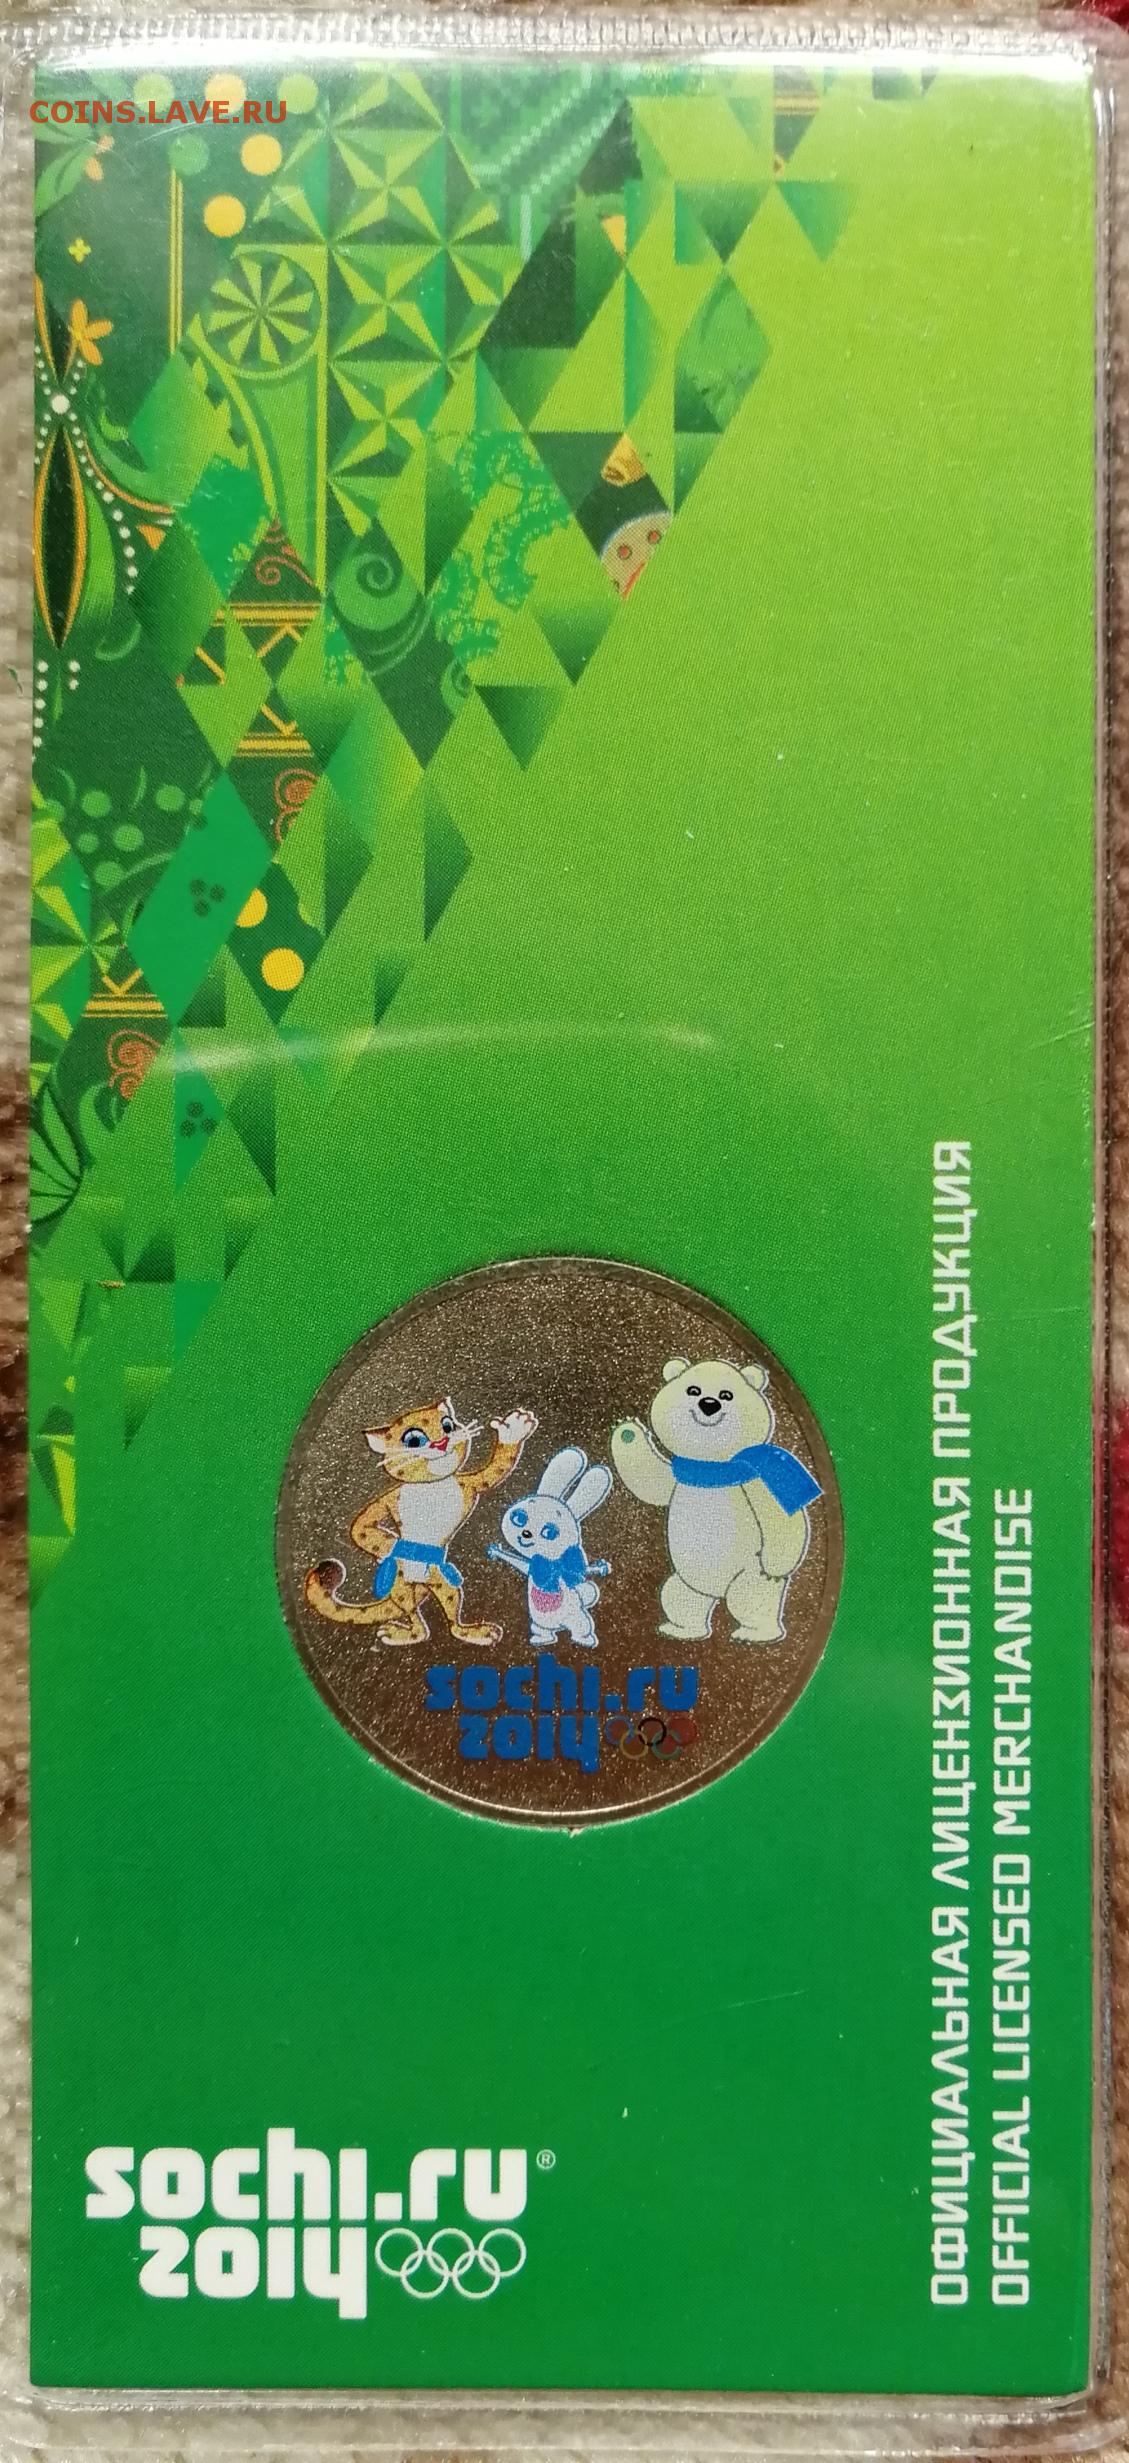 COINS.LAVE.RU
sochi.ru
2014
sochi.ru®
2014
ОФИЦИАЛЬНАЯ ЛИЦЕНЗИОННАЯ ПРОДУКЦИЯ
OFFICIAL LICENSED MERCHANDISE